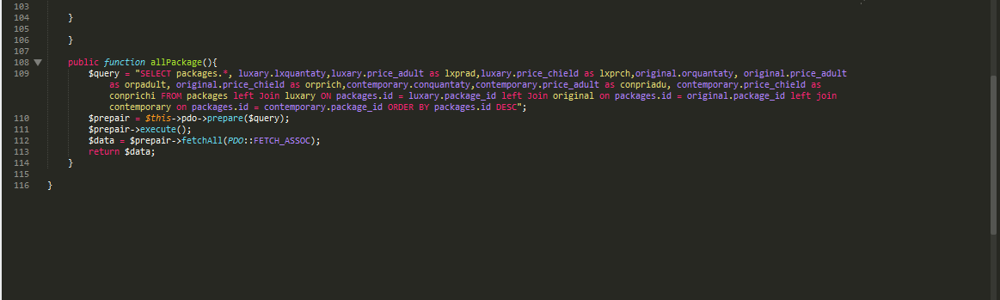 103
104 }
105
106 }
107
108 public function allPackage(){
109 $query = "SELECT packages.*, luxary.lxquantaty,luxary.price_adult as lxprad,luxary.price_chield as lxprch,original.orquantaty, original.price_adult
as orpadult, original.price_chield as orprich,contemporary.conquantaty,contemporary.price_adult as conpriadu, contemporary.price_chield as
conprichi FROM packages left Join luxary ON packages.id = luxary.package_id left Join original on packages.id = original.package_id left join
contemporary on packages.id = contemporary.package_id ORDER BY packages.id DESC";
110 $prepair = $this->pdo->prepare($query);
111 $prepair->execute();
112 $data = $prepair->fetchAll(PDO::FETCH_ASSOC);
113 return $data;
114 }
115
116 }